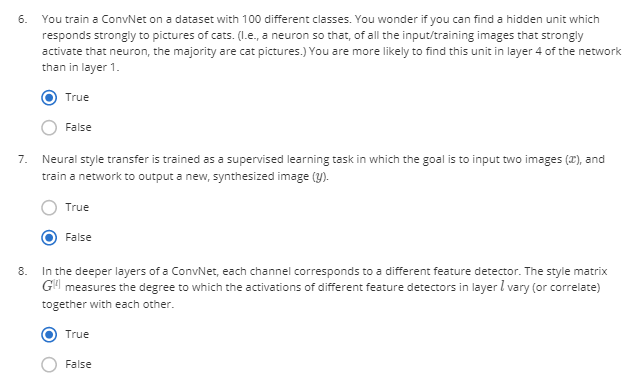 6. You train a ConvNet on a dataset with 100 different classes. You wonder if you can find a hidden unit which
responds strongly to pictures of cats. (I.e., a neuron so that, of all the input/training images that strongly
activate that neuron, the majority are cat pictures.) You are more likely to find this unit in layer 4 of the network
than in layer 1.
True
False
7. Neural style transfer is trained as a supervised learning task in which the goal is to input two images (x), and
train a network to output a new, synthesized image (y).
True
False
8. In the deeper layers of a ConvNet, each channel corresponds to a different feature detector. The style matrix
G^{[l]} measures the degree to which the activations of different feature detectors in layer l vary (or correlate)
together with each other.
True
False